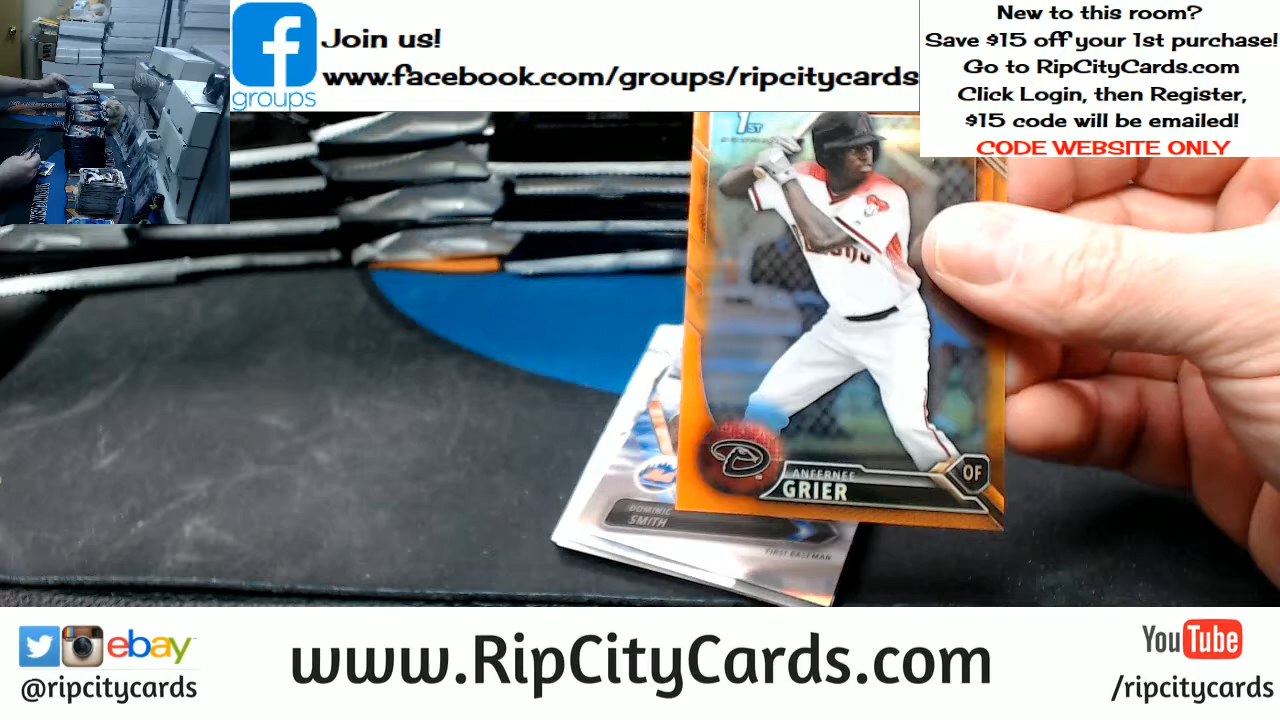 groups
Join us!
www.facebook.com/groups/ripcitycards
New to this room?
Save $15 off your 1st purchase!
Go to RipCityCards.com
Click Login, then Register,
$15 code will be emailed!
CODE WEBSITE ONLY
1ST
ANFERNEE
GRIER
OF
DOMINIC
SMITH
FIRST BASEMAN
ebay
@ripcitycards
www.RipCityCards.com
YouTube
/ripcitycards